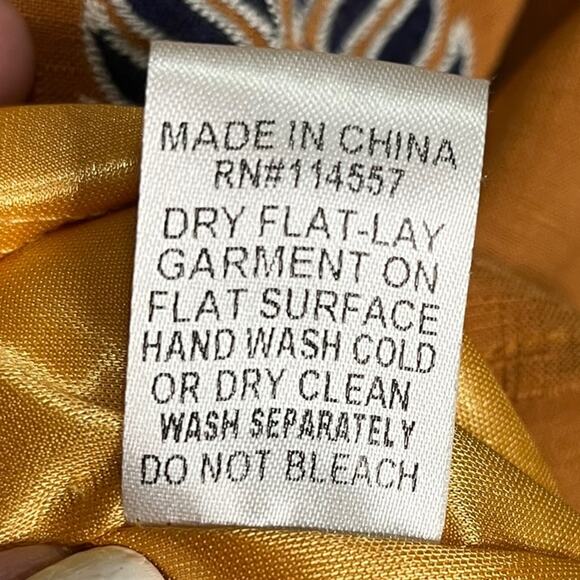 MADE IN CHINA
RN#114557
DRY FLAT-LAY
GARMENT ON
FLAT SURFACE
HAND WASH COLD
OR DRY CLEAN
WASH SEPARATELY
DO NOT BLEACH